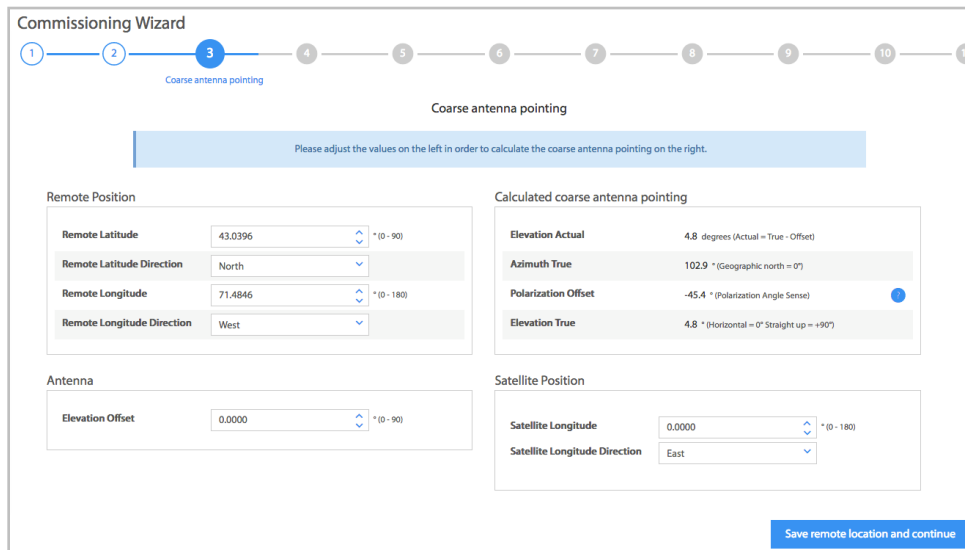 Commissioning Wizard
1 2 3 4 5 6 7 8 9 10
Coarse antenna pointing
Coarse antenna pointing
Please adjust the values on the left in order to calculate the coarse antenna pointing on the right.
Remote Position
Remote Latitude 43.0396 ° (0 - 90)
Remote Latitude Direction North
Remote Longitude 71.4846 ° (0 - 180)
Remote Longitude Direction West
Calculated coarse antenna pointing
Elevation Actual 4.8 degrees (Actual = True - Offset)
Azimuth True 102.9 ° (Geographic north = 0°)
Polarization Offset -45.4 ° (Polarization Angle Sense) ?
Elevation True 4.8 ° (Horizontal = 0° Straight up = +90°)
Antenna
Elevation Offset 0.0000 ° (0 - 90)
Satellite Position
Satellite Longitude 0.0000 ° (0 - 180)
Satellite Longitude Direction East
Save remote location and continue